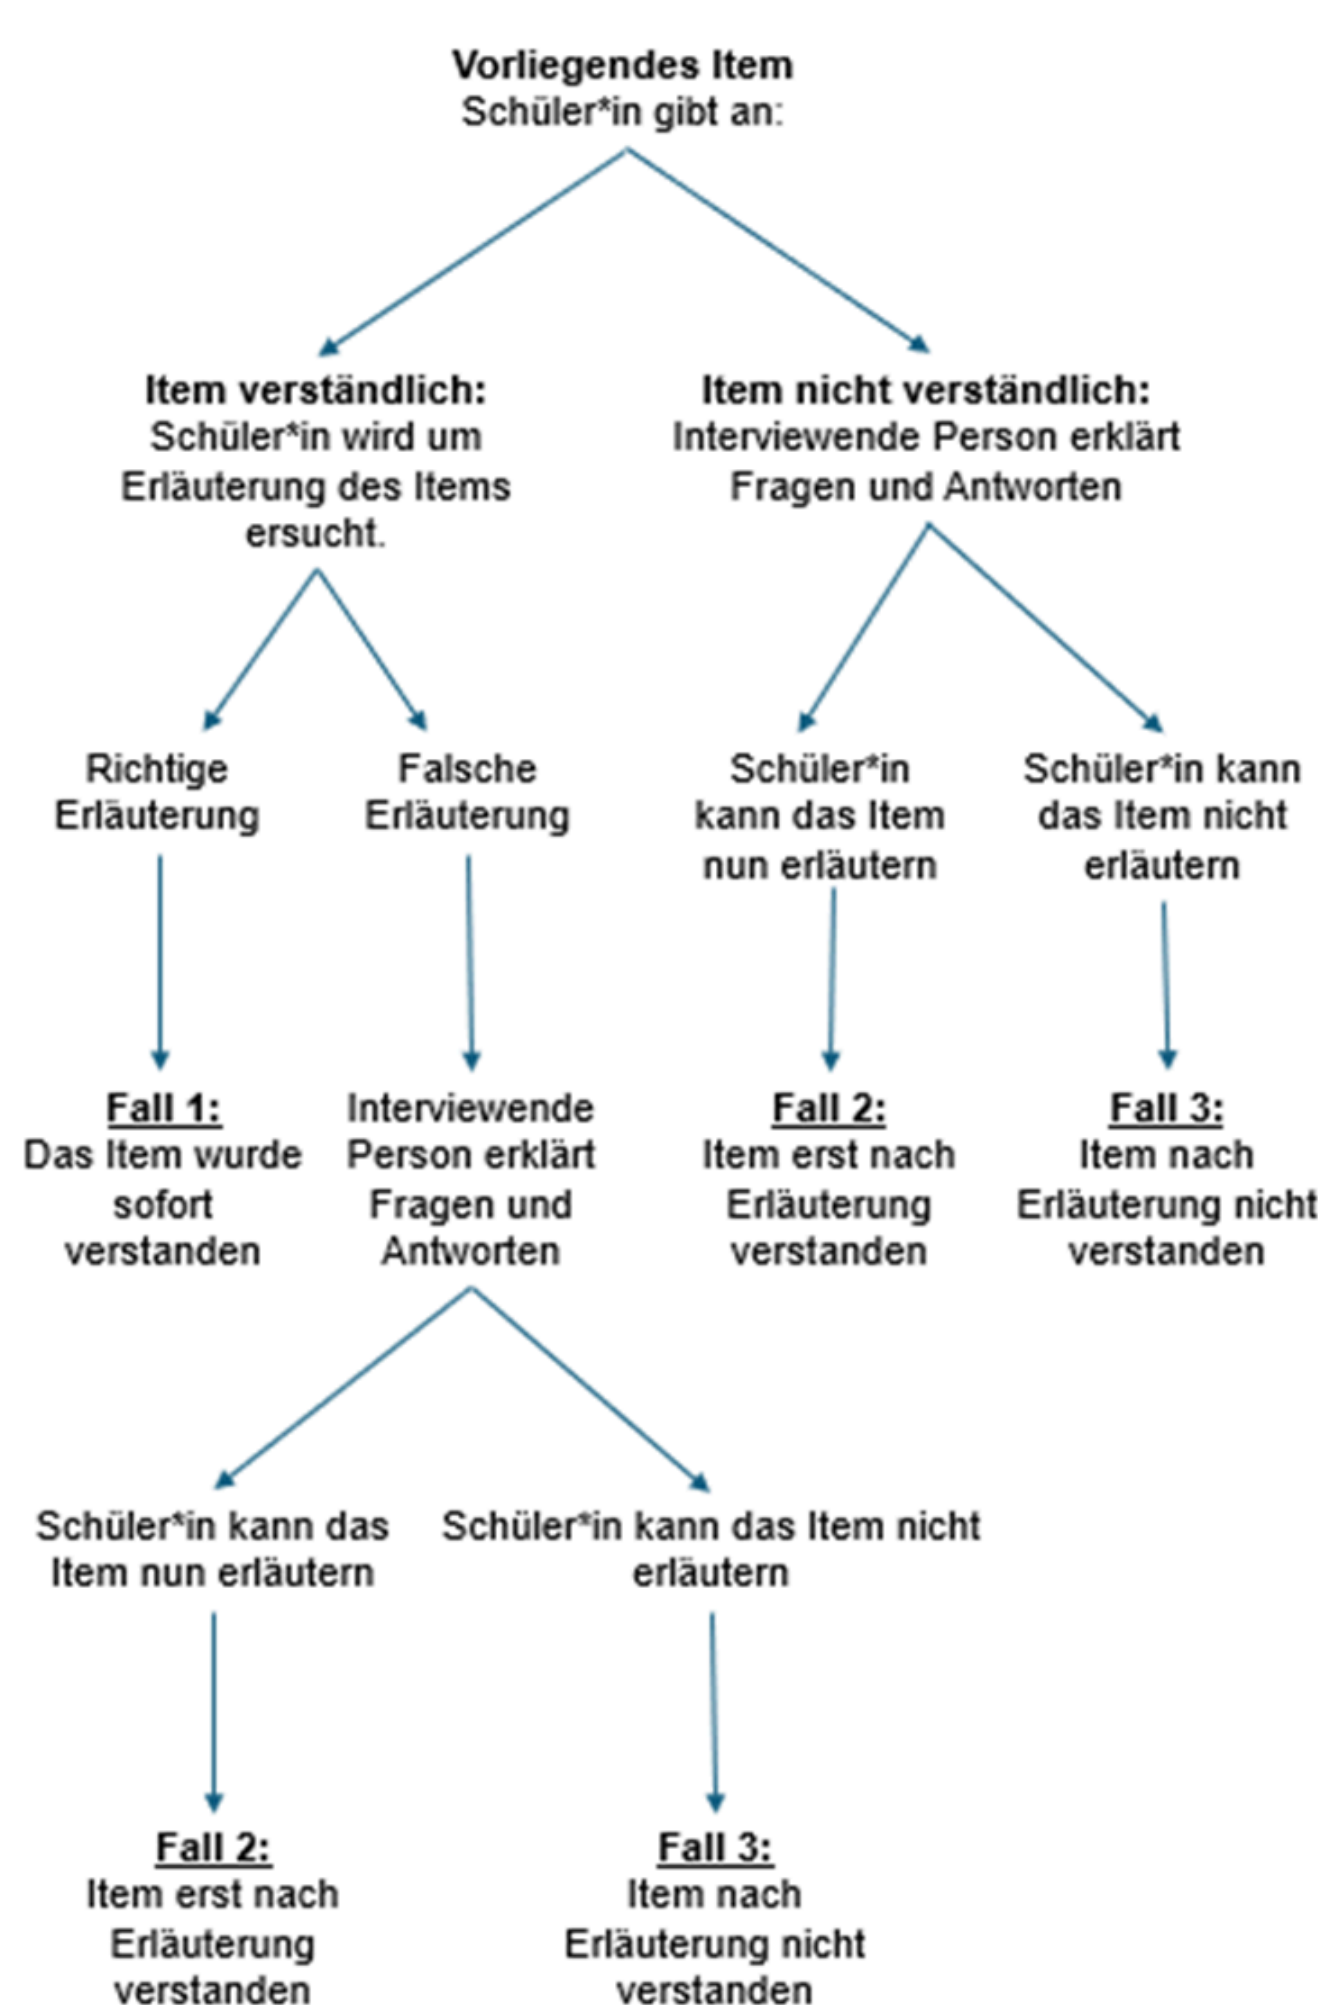 Vorliegendes Item
Schüler*in gibt an:
Item verständlich:
Schüler*in wird um
Erläuterung des Items
ersucht.
Item nicht verständlich:
Interviewende Person erklärt
Fragen und Antworten
Richtige
Erläuterung
Falsche
Erläuterung
Schüler*in
kann das Item
nun erläutern
Schüler*in kann
das Item nicht
erläutern
Fall 1:
Das Item wurde
sofort
verstanden
Interviewende
Person erklärt
Fragen und
Antworten
Fall 2:
Item erst nach
Erläuterung
verstanden
Fall 3:
Item nach
Erläuterung nicht
verstanden
Schüler*in kann das
Item nun erläutern
Schüler*in kann das Item nicht
erläutern
Fall 2:
Item erst nach
Erläuterung
verstanden
Fall 3:
Item nach
Erläuterung nicht
verstanden